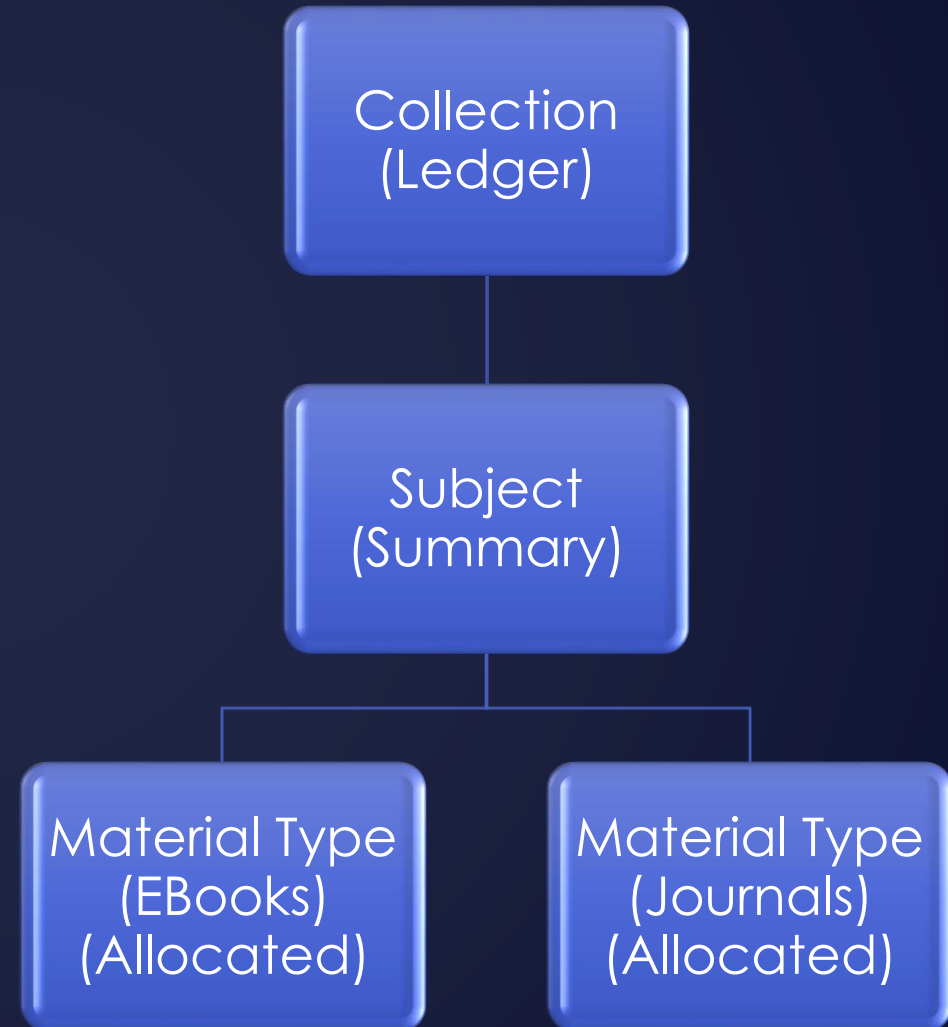 Collection
(Ledger)
Subject
(Summary)
Material Type
(EBooks)
(Allocated)
Material Type
(Journals)
(Allocated)